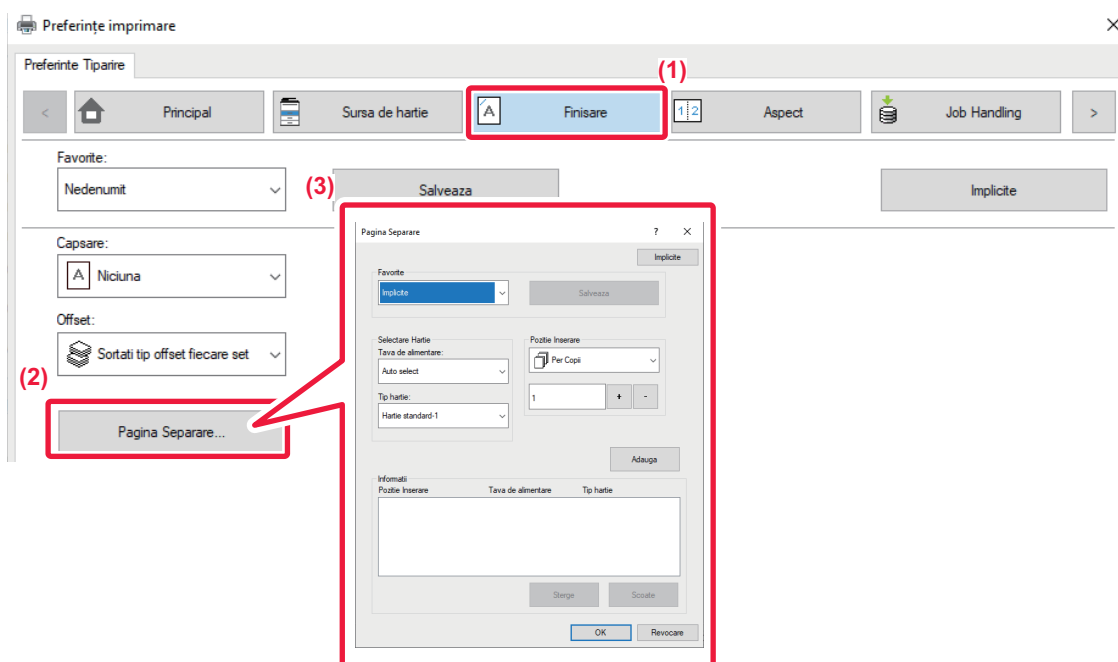 Preferințe imprimare
Preferinte Tiparire
(1)
< Principal Sursa de hartie A Finisare 1 2 Aspect Job Handling >
Favorite:
Nedenumit
(3)
Salveaza
Implicite
Capsare:
A Niciuna
Offset:
Sortati tip offset fiecare set
(2)
Pagina Separare...
Pagina Separare ?
Implicite
Favorite
Implicite
Salveaza
Selectare Hartie
Tava de alimentare:
Auto select
Tip hartie:
Hartie standard-1
Pozitie Inserare
Per Copii
1 + -
Adauga
Informatii
Pozitie Inserare Tava de alimentare Tip hartie
Sterge Scoate
OK Revocare